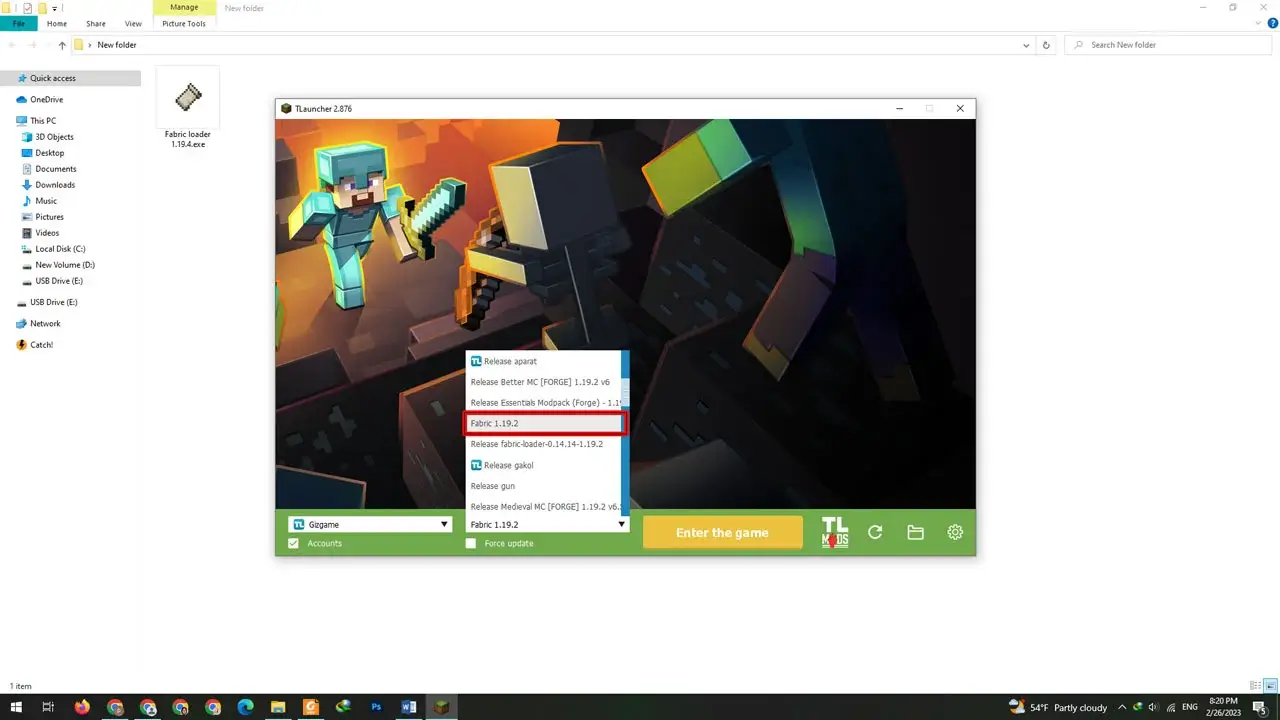 Manage
New folder
File
Home
Share
View
Picture Tools
New folder
Search New folder
Quick access
OneDrive
This PC
3D Objects
Desktop
Documents
Downloads
Music
Pictures
Videos
Local Disk (C:)
New Volume (D:)
USB Drive (E:)
USB Drive (E:)
Network
Catch!
Fabric loader
1.19.4.exe
TLauncher 2.876
TL Release aparat
Release Better MC [FORGE] 1.19.2 v6
Release Essentials Modpack (Forge) - 1.19
Fabric 1.19.2
Release fabric-loader-0.14.14-1.19.2
TL Release gakol
Release gun
Release Medieval MC [FORGE] 1.19.2 v6.
TL Gizgame
Fabric 1.19.2
Enter the game
TL
MODS
Accounts
Force update
1 item
54°F Partly cloudy
ENG
8:20 PM
2/26/2023
5